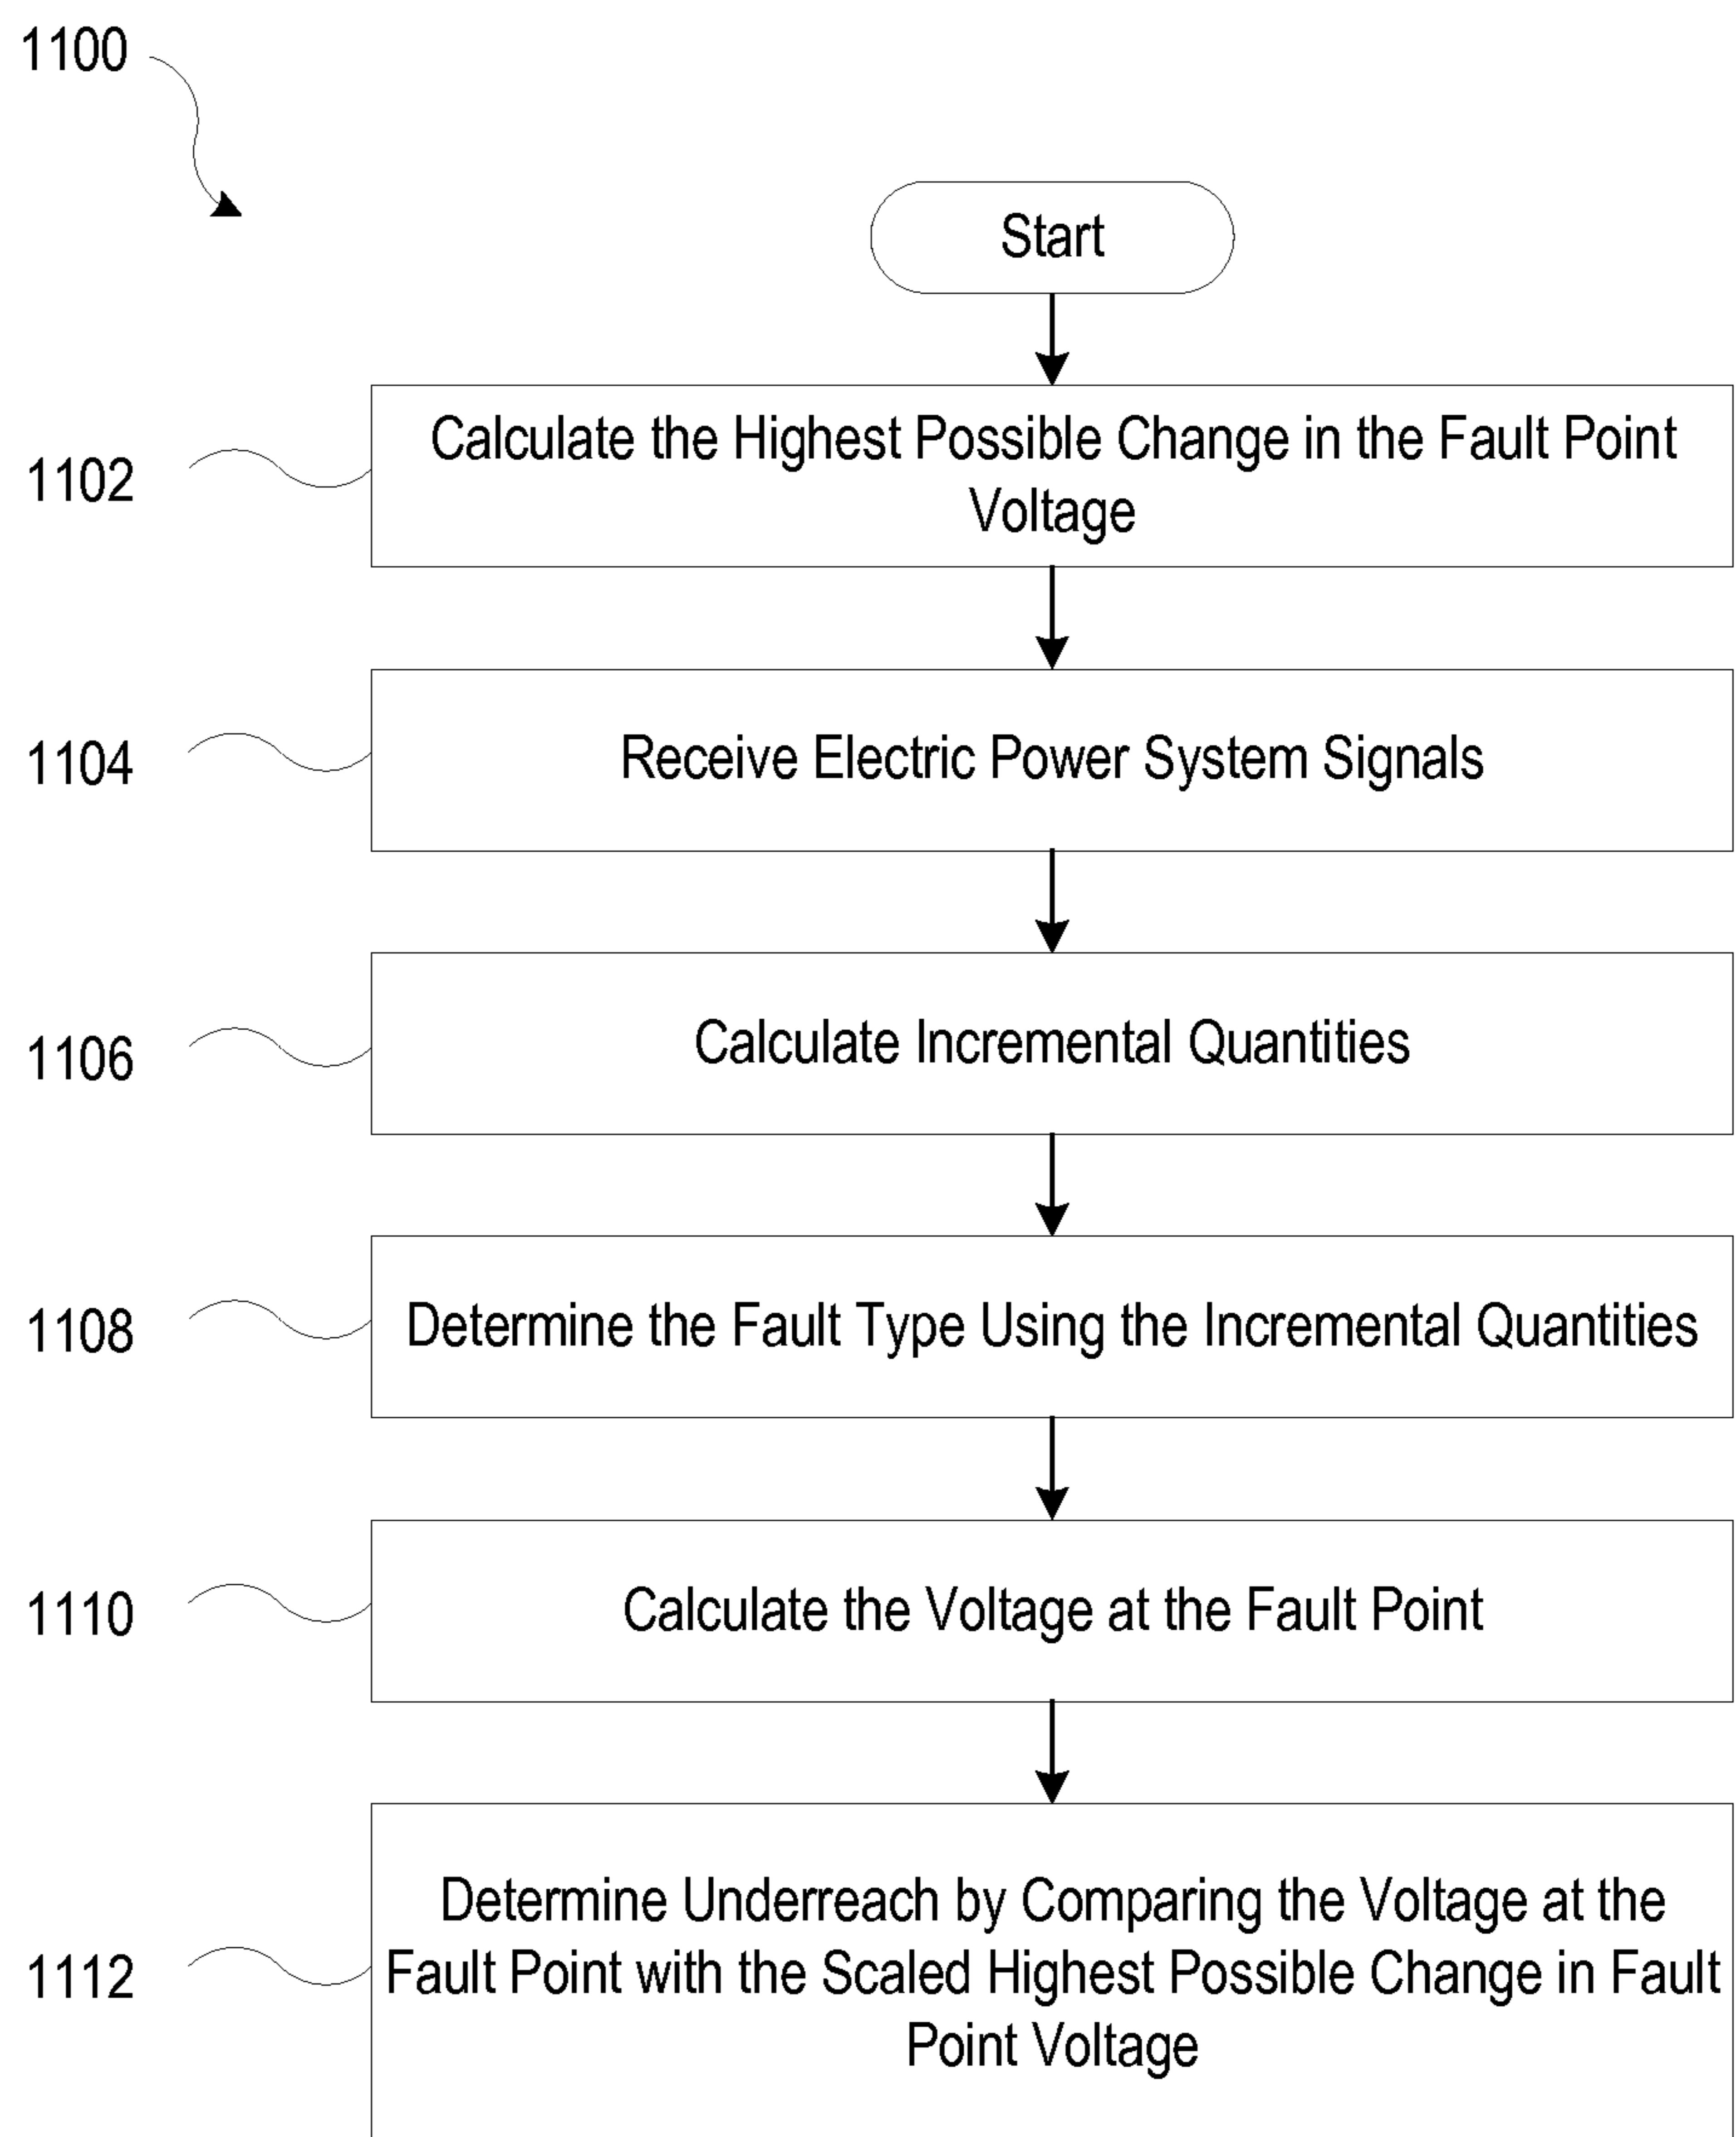 1100
Start
1102
Calculate the Highest Possible Change in the Fault Point
Voltage
1104
Receive Electric Power System Signals
1106
Calculate Incremental Quantities
1108
Determine the Fault Type Using the Incremental Quantities
1110
Calculate the Voltage at the Fault Point
1112
Determine Underreach by Comparing the Voltage at the
Fault Point with the Scaled Highest Possible Change in Fault
Point Voltage